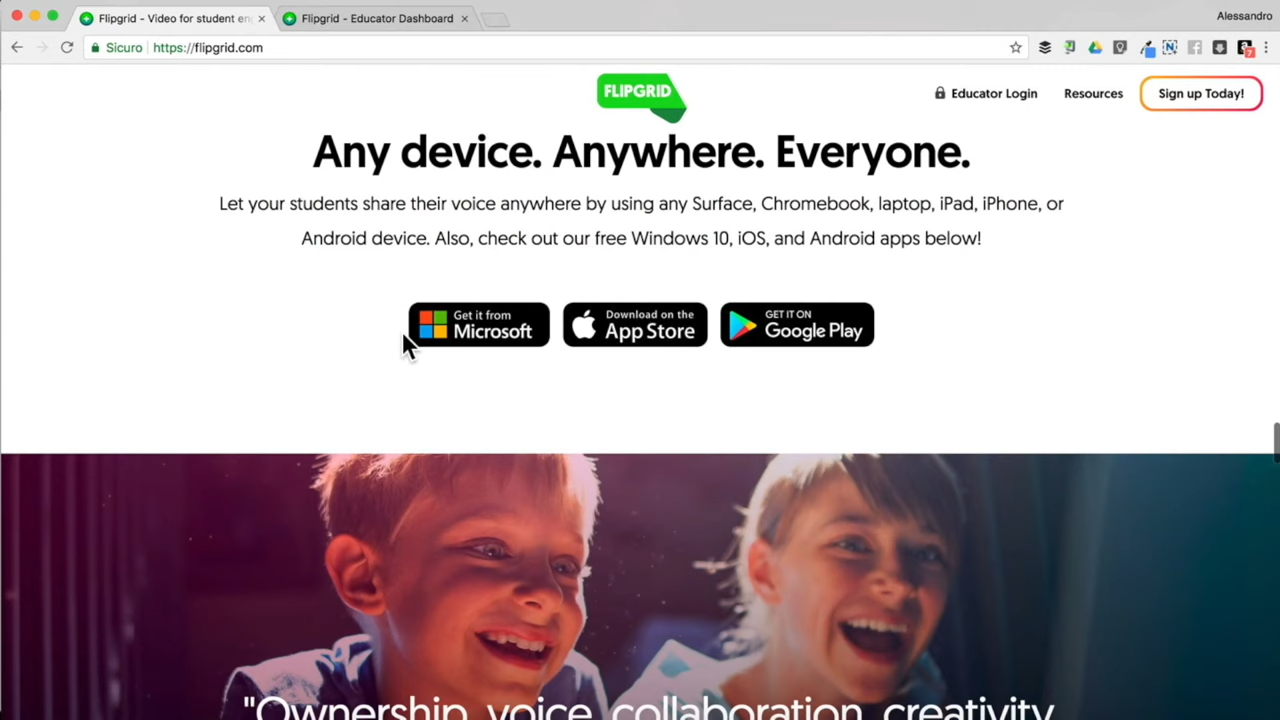 Flipgrid - Video for student en
Flipgrid - Educator Dashboard
Alessandro
Sicuro
https://flipgrid.com
7
FLIPGRID
Educator Login
Resources
Sign up Today!
Any device. Anywhere. Everyone.
Let your students share their voice anywhere by using any Surface, Chromebook, laptop, iPad, iPhone, or
Android device. Also, check out our free Windows 10, iOS, and Android apps below!
Get it from
Microsoft
Download on the
App Store
GET IT ON
Google Play
"Ownership, voice, collaboration, creativity,